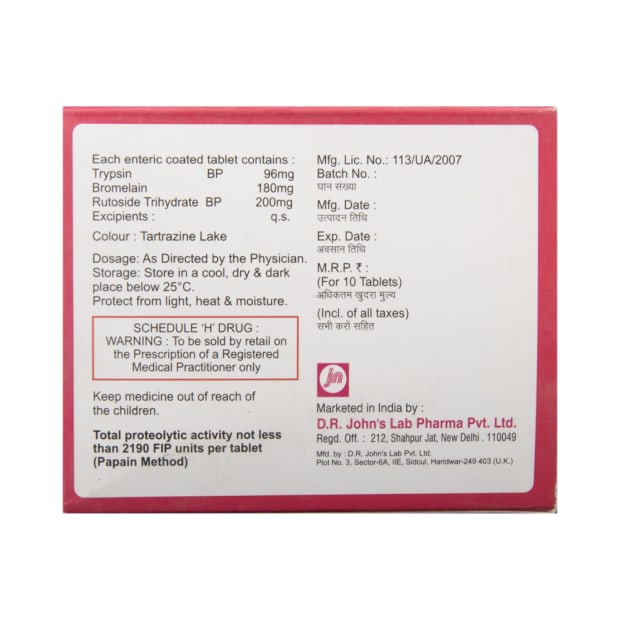 Each enteric coated tablet contains :
Trypsin BP 96mg
Bromelain 180mg
Rutoside Trihydrate BP 200mg
Excipients : q.s.
Colour : Tartrazine Lake
Dosage: As Directed by the Physician.
Storage: Store in a cool, dry & dark
place below 25°C.
Protect from light, heat & moisture.
SCHEDULE 'H' DRUG :
WARNING : To be sold by retail on
the Prescription of a Registered
Medical Practitioner only
Keep medicine out of reach of
the children.
Total proteolytic activity not less
than 2190 FIP units per tablet
(Papain Method)
Mfg. Lic. No.: 113/UA/2007
Batch No. :
घान संख्या
Mfg. Date :
उत्पादन तिथि
Exp. Date :
अवसान तिथि
M.R.P. ₹ :
(For 10 Tablets)
अधिकतम खुदरा मुल्य
(Incl. of all taxes)
सभी करों सहित
jn
Marketed in India by :
D.R. John's Lab Pharma Pvt. Ltd.
Regd. Off. : 212, Shahpur Jat, New Delhi . 110049
Mfd. by : D.R. John's Lab Pvt. Ltd.
Plot No. 3, Sector-6A, IIE, Sidcul, Haridwar-249 403 (U.K.)